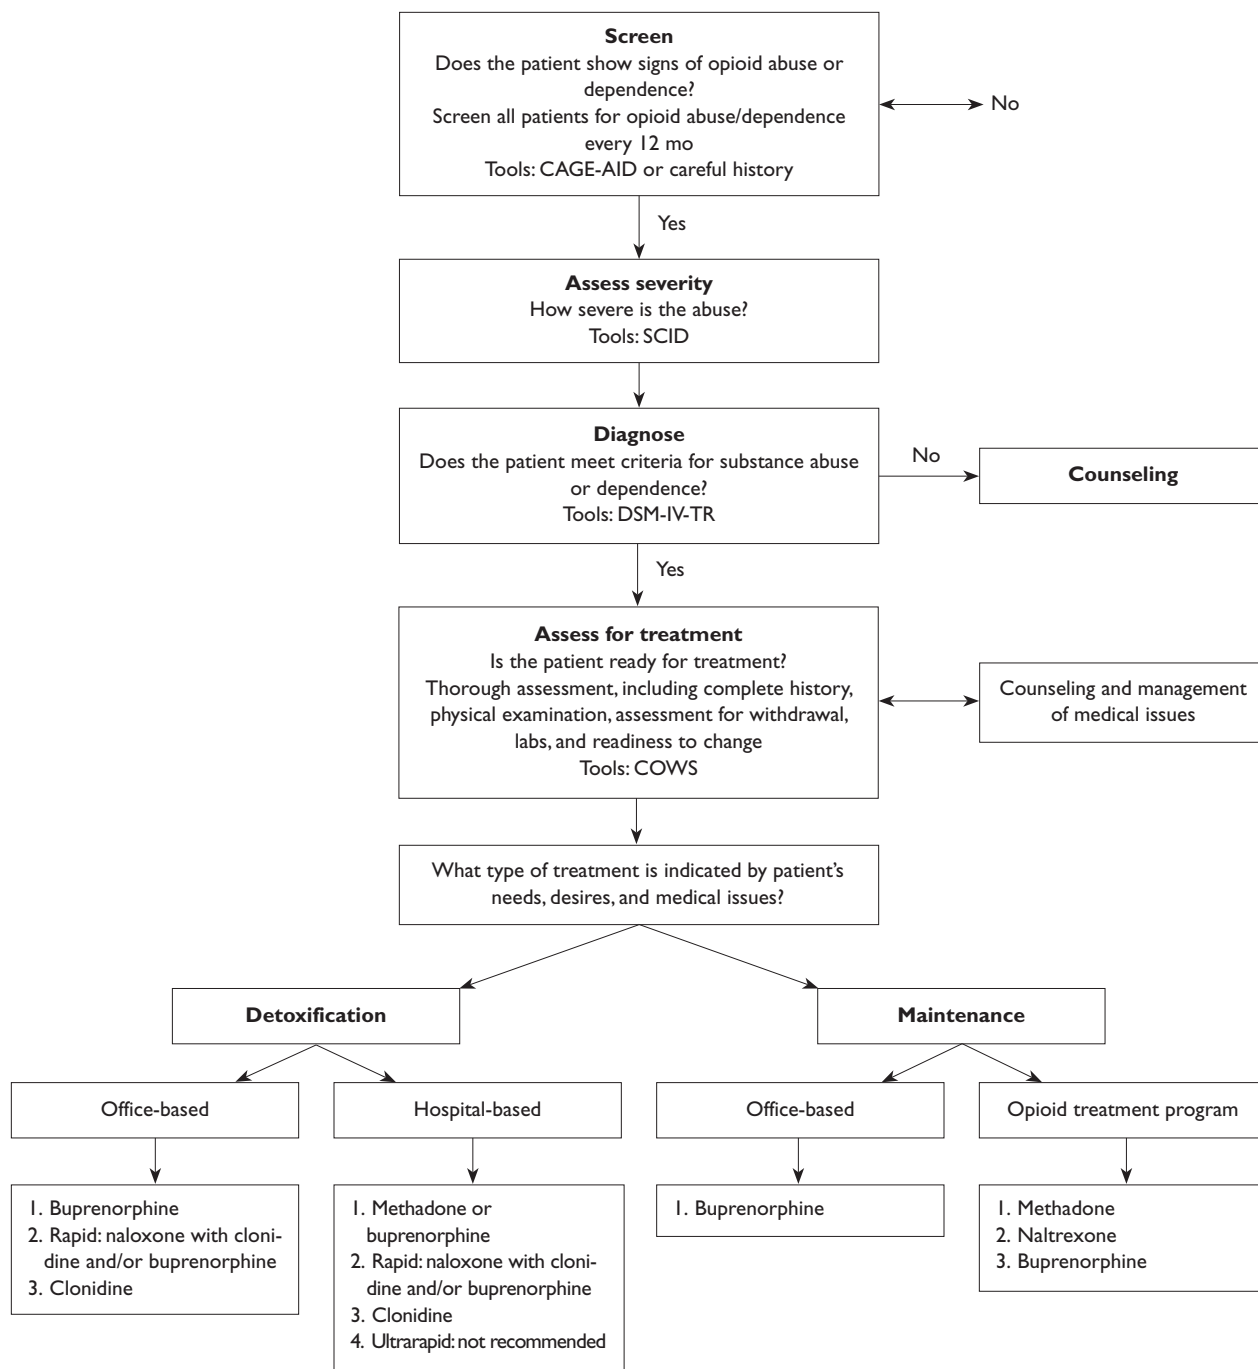 Screen
Does the patient show signs of opioid abuse or
dependence?
Screen all patients for opioid abuse/dependence
every 12 mo
Tools: CAGE-AID or careful history
No
Yes
Assess severity
How severe is the abuse?
Tools: SCID
Diagnose
Does the patient meet criteria for substance abuse
or dependence?
Tools: DSM-IV-TR
No
Counseling
Yes
Assess for treatment
Is the patient ready for treatment?
Thorough assessment, including complete history,
physical examination, assessment for withdrawal,
labs, and readiness to change
Tools: COWS
Counseling and management
of medical issues
What type of treatment is indicated by patient's
needs, desires, and medical issues?
Detoxification
Maintenance
Office-based
Hospital-based
Office-based
Opioid treatment program
1. Buprenorphine
2. Rapid: naloxone with cloni-
dine and/or buprenorphine
3. Clonidine
1. Methadone or
buprenorphine
2. Rapid: naloxone with cloni-
dine and/or buprenorphine
3. Clonidine
4. Ultrarapid: not recommended
1. Buprenorphine
1. Methadone
2. Naltrexone
3. Buprenorphine